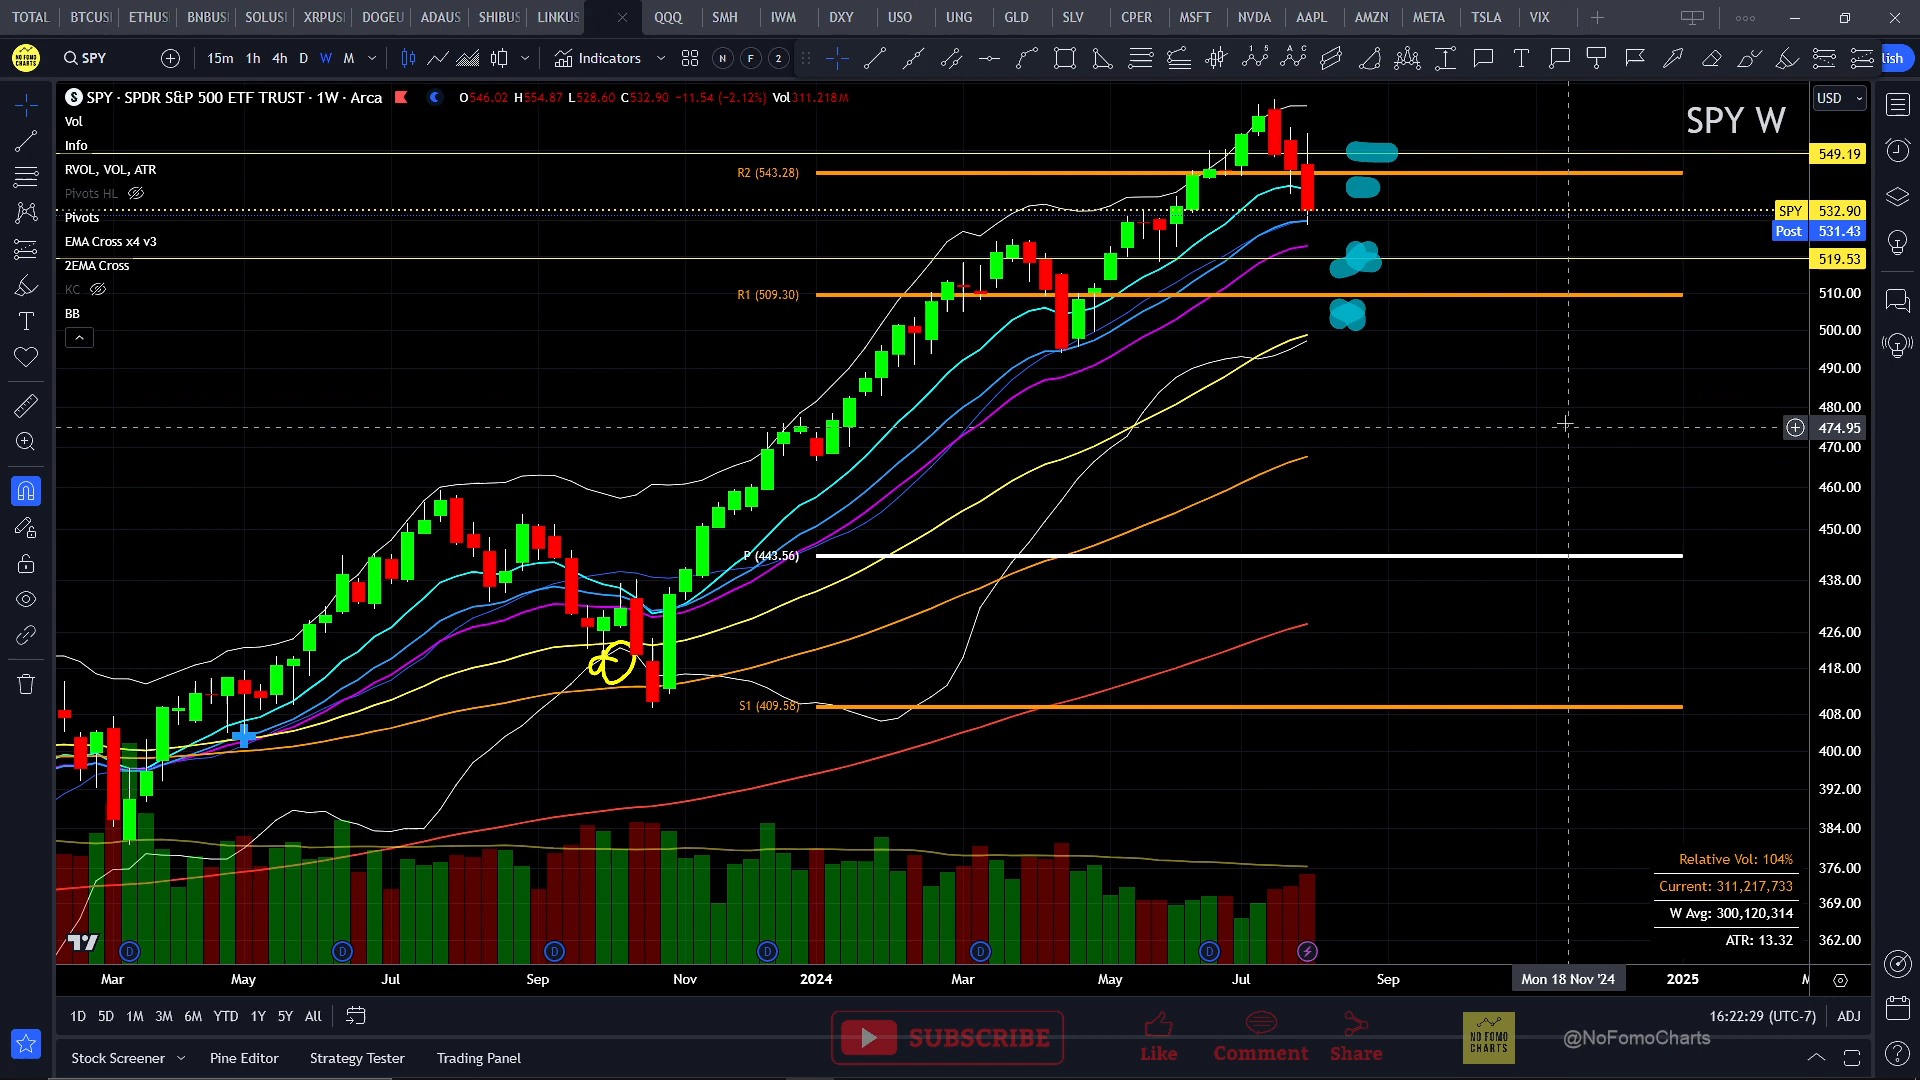 TOTAL BTCUS ETHUS BNBUS SOLUSI XRPUS DOGEU ADAUS SHIBUS LINKUS QQQ SMH IWM DXY USO UNG GLD SLV CPER MSFT NVDA AAPL AMZN META TSLA VIX
NO FOMO CHARTS SPY 15m 1h 4h D W M Indicators N F 2 lish
SPY · SPDR S&P 500 ETF TRUST · 1W · Arca O546.02 H554.87 L528.60 C532.90 -11.54 (-2.12%) Vol311.218M
USD
SPY W
Vol
Info
RVOL, VOL, ATR
Pivots HL
Pivots
EMA Cross x4 v3
2EMA Cross
KC
BB
R2 (543.28)
R1 (509.30)
P (443.56)
S1 (409.58)
549.19
SPY 532.90
Post 531.43
519.53
510.00
500.00
490.00
480.00
474.95
470.00
460.00
450.00
438.00
426.00
418.00
408.00
400.00
392.00
384.00
376.00
369.00
362.00
Relative Vol: 104%
Current: 311,217,733
W Avg: 300,120,314
ATR: 13.32
D D D D D D
Mar May Jul Sep Nov 2024 Mar May Jul Sep Mon 18 Nov '24 2025 M
1D 5D 1M 3M 6M YTD 1Y 5Y All
16:22:29 (UTC-7) ADJ
SUBSCRIBE
Like Comment Share
NO FOMO
CHARTS
@NoFomoCharts
Stock Screener Pine Editor Strategy Tester Trading Panel